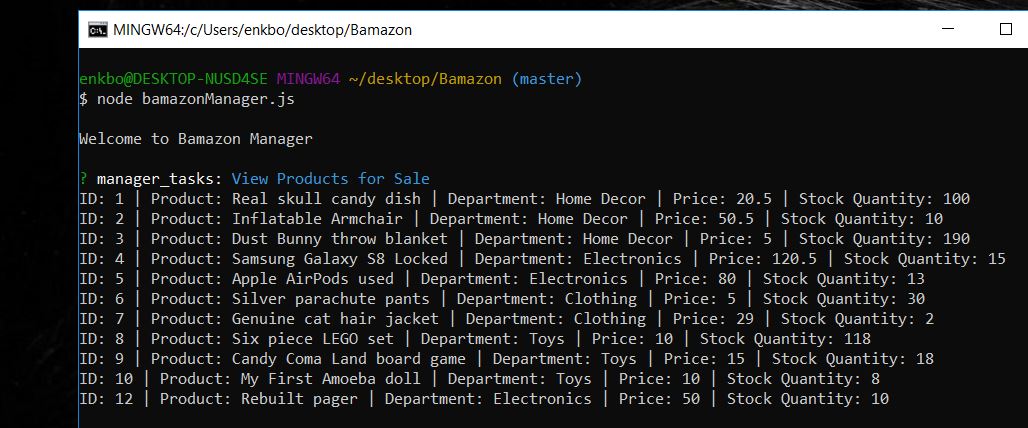 MINGW64:/c/Users/enkbo/desktop/Bamazon
enkbo@DESKTOP-NUSD4SE MINGW64 ~/desktop/Bamazon (master)
$ node bamazonManager.js
Welcome to Bamazon Manager
? manager_tasks: View Products for Sale
ID: 1 | Product: Real skull candy dish | Department: Home Decor | Price: 20.5 | Stock Quantity: 100
ID: 2 | Product: Inflatable Armchair | Department: Home Decor | Price: 50.5 | Stock Quantity: 10
ID: 3 | Product: Dust Bunny throw blanket | Department: Home Decor | Price: 5 | Stock Quantity: 190
ID: 4 | Product: Samsung Galaxy S8 Locked | Department: Electronics | Price: 120.5 | Stock Quantity: 15
ID: 5 | Product: Apple AirPods used | Department: Electronics | Price: 80 | Stock Quantity: 13
ID: 6 | Product: Silver parachute pants | Department: Clothing | Price: 5 | Stock Quantity: 30
ID: 7 | Product: Genuine cat hair jacket | Department: Clothing | Price: 29 | Stock Quantity: 2
ID: 8 | Product: Six piece LEGO set | Department: Toys | Price: 10 | Stock Quantity: 118
ID: 9 | Product: Candy Coma Land board game | Department: Toys | Price: 15 | Stock Quantity: 18
ID: 10 | Product: My First Amoeba doll | Department: Toys | Price: 10 | Stock Quantity: 8
ID: 12 | Product: Rebuilt pager | Department: Electronics | Price: 50 | Stock Quantity: 10